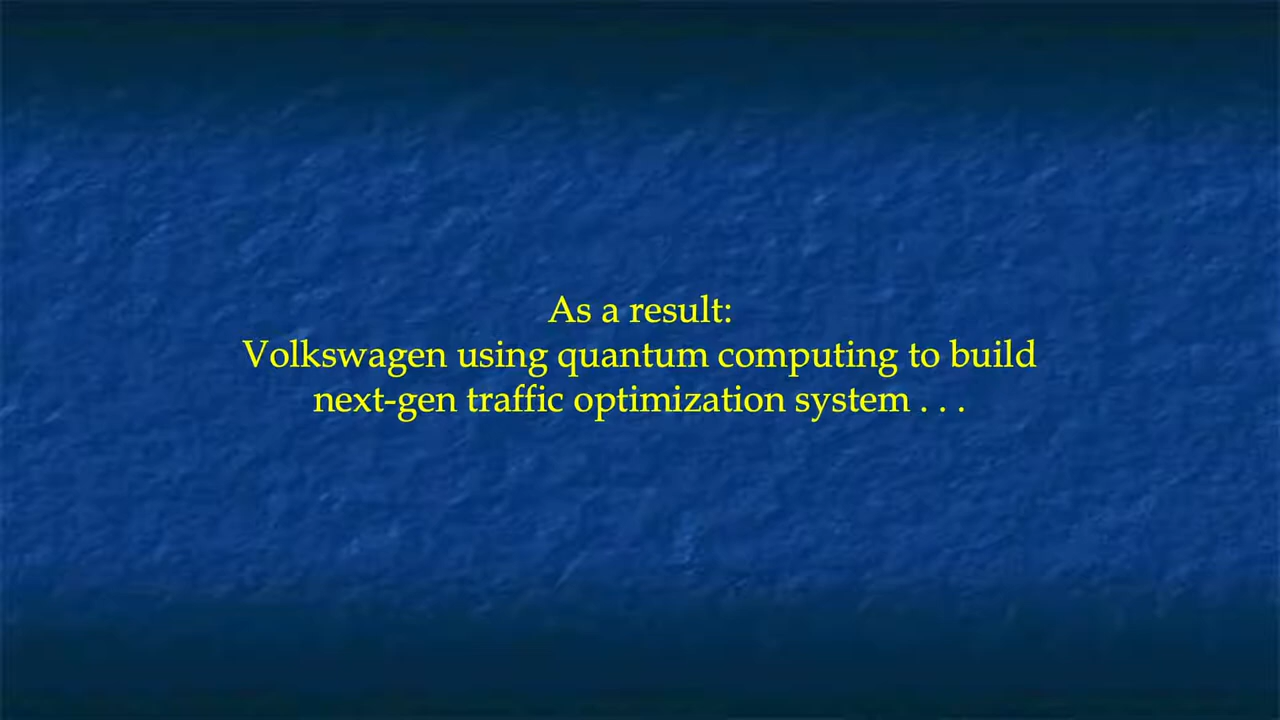 As a result:
Volkswagen using quantum computing to build
next-gen traffic optimization system . . .